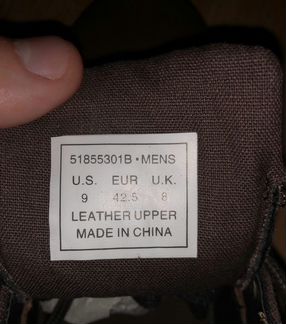 51855301B • MENS
U.S. EUR U.K.
9 42.5 8
LEATHER UPPER
MADE IN CHINA